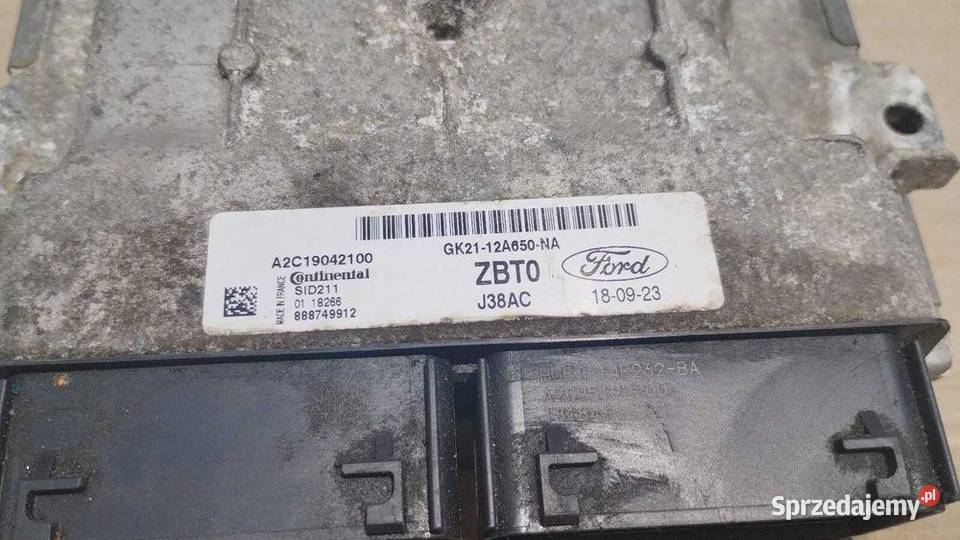 GK21-12A650-NA
A2C19042100
Continental
SID211
01 18266
888749912
MADE IN FRANCE
ZBT0
J38AC
Ford
18-09-23
Sprzedajemy.pl